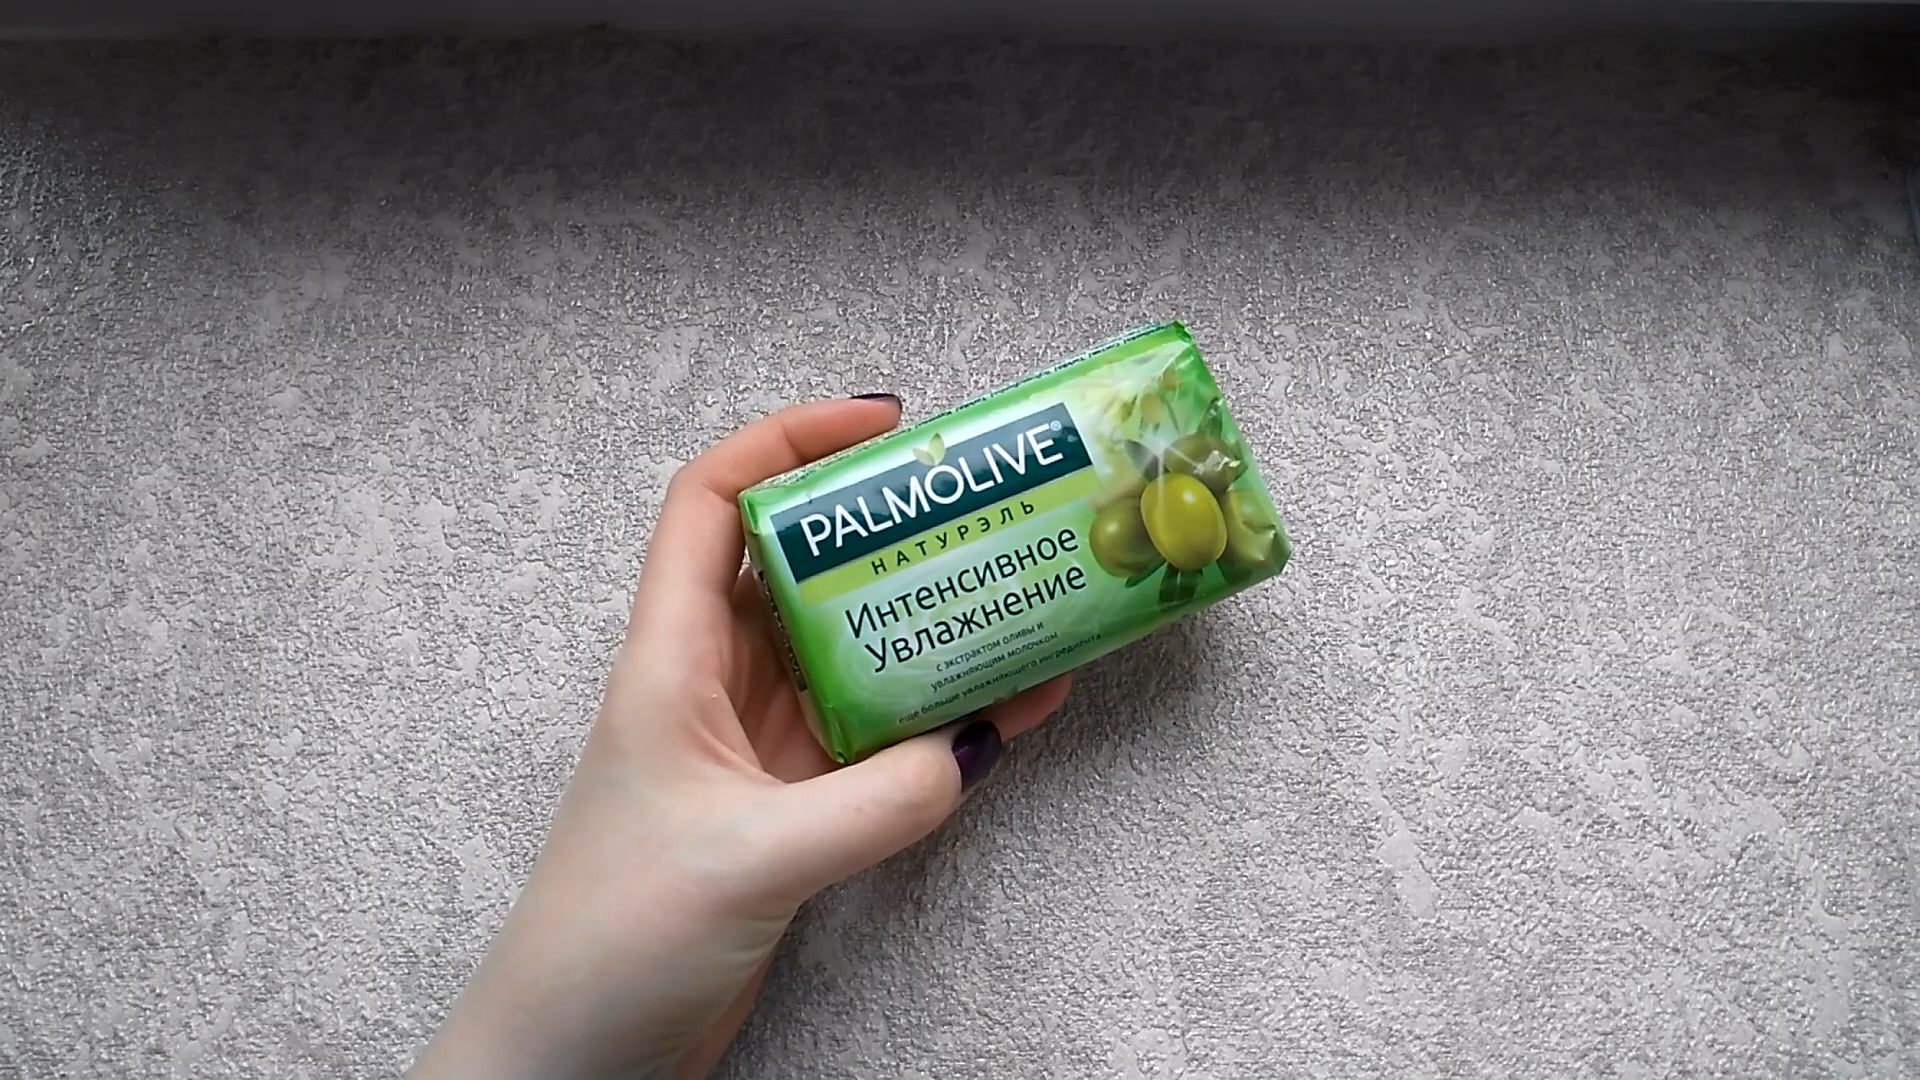 PALMOLIVE®
НАТУРЭЛЬ
Интенсивное
Увлажнение
с экстрактом оливы и
увлажняющим молочком
еще больше увлажняющего ингредиента